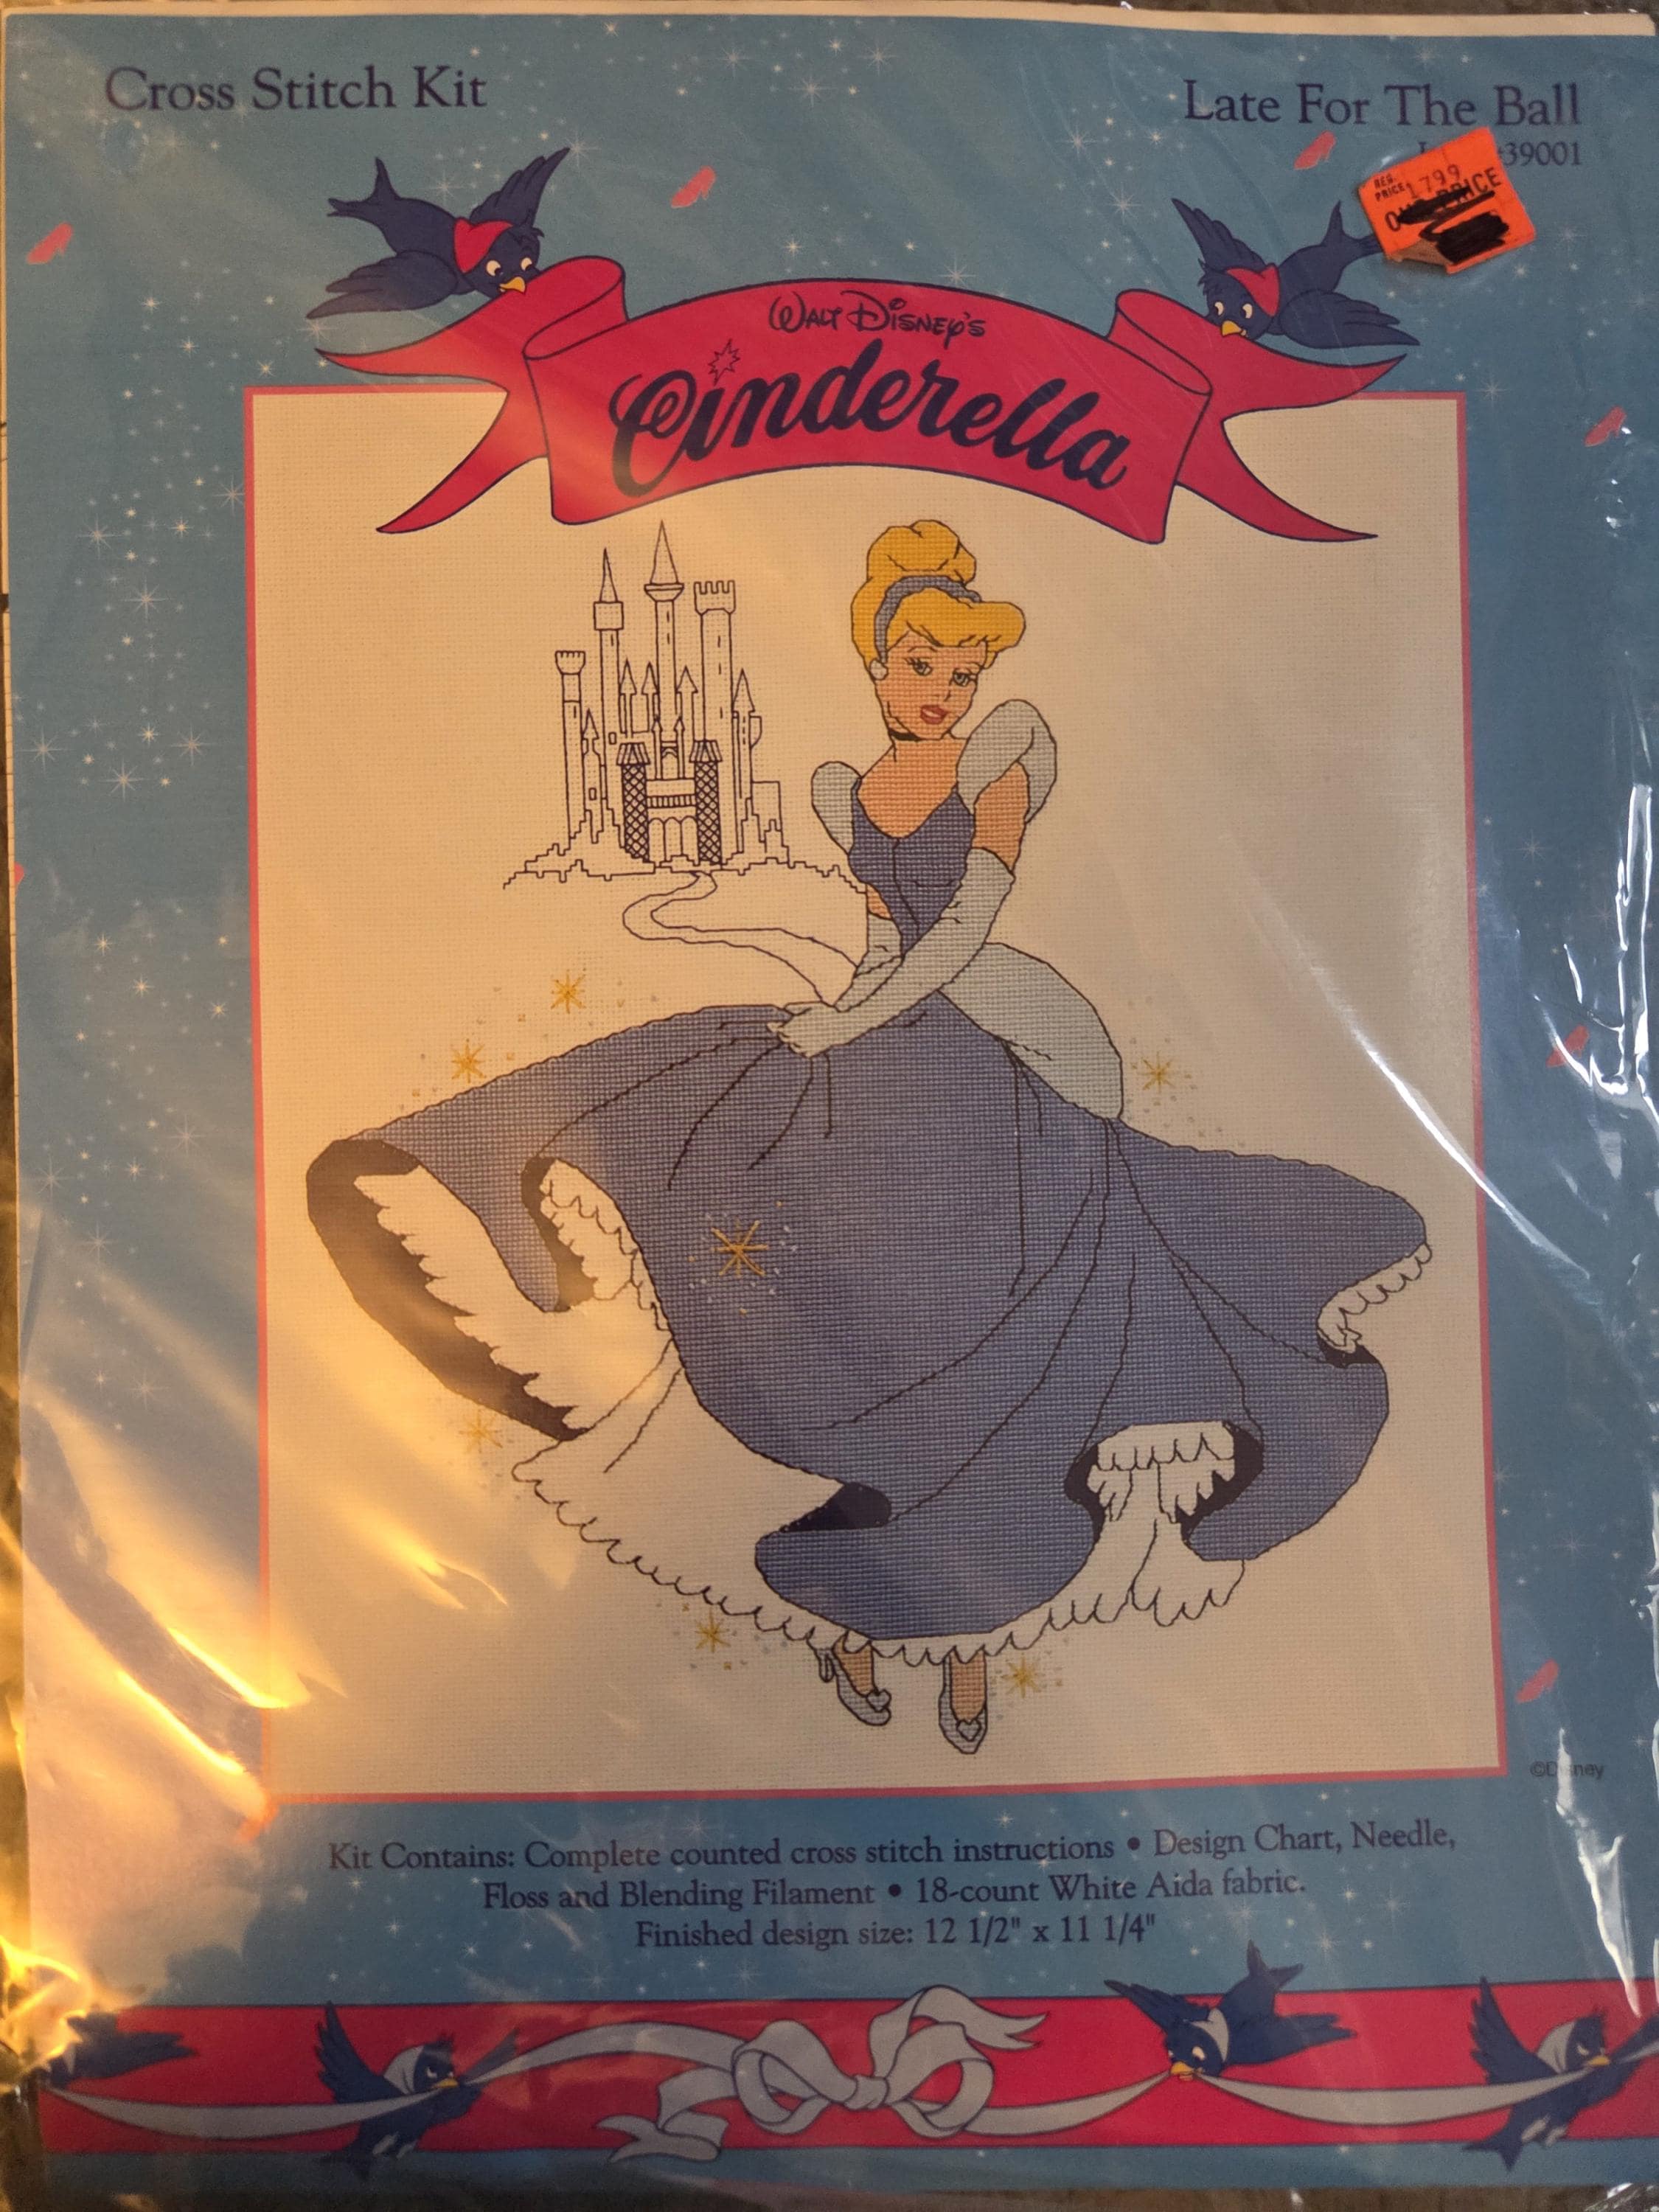 Cross Stitch Kit
Late For The Ball
39001
REG. PRICE 1799
OUR PRICE
WALT DISNEY'S
Cinderella
©Disney
Kit Contains: Complete counted cross stitch instructions • Design Chart, Needle,
Floss and Blending Filament • 18-count White Aida fabric.
Finished design size: 12 1/2" x 11 1/4"